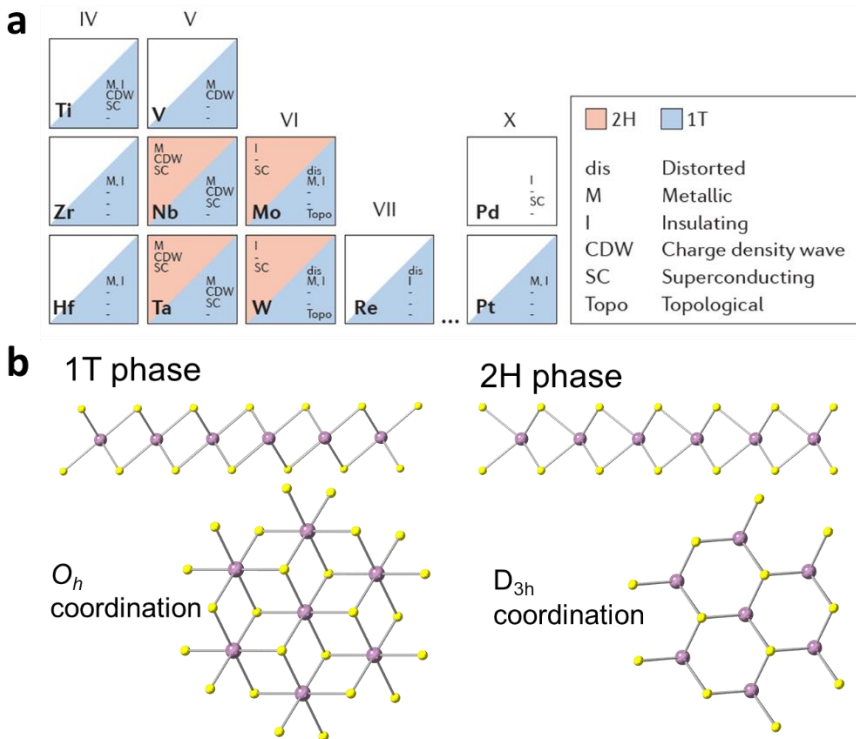 a
IV
V
M, I
CDW
SC
-
Ti
M
CDW
-
-
V
VI
X
M, I
-
-
-
Zr
M
CDW
SC
M
CDW
SC
-
Nb
I
-
SC
dis
M, I
-
-
Topo
Mo
VII
I
-
SC
-
Pd
M, I
-
-
-
Hf
M
CDW
SC
M
CDW
SC
-
Ta
I
-
SC
dis
M, I
-
-
Topo
W
dis
I
-
-
-
Re
...
M, I
-
-
-
Pt
2H 1T
dis Distorted
M Metallic
I Insulating
CDW Charge density wave
SC Superconducting
Topo Topological
b
1T phase
2H phase
Oh
coordination
D3h
coordination